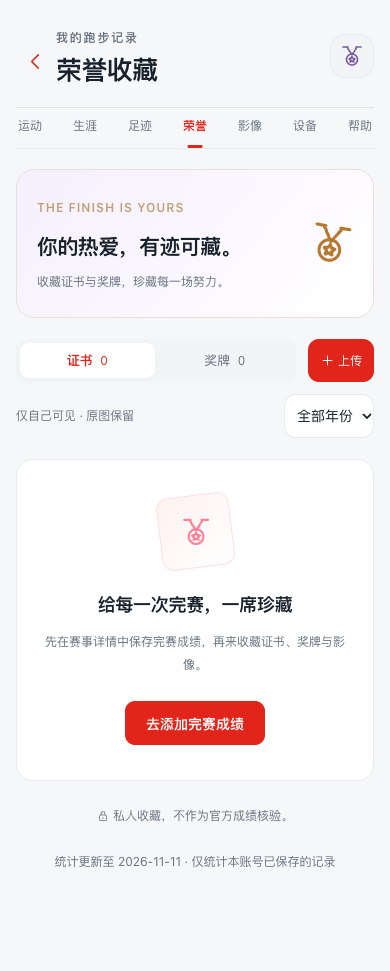 我的跑步记录
荣誉收藏
运动 生涯 足迹 荣誉 影像 设备 帮助
THE FINISH IS YOURS
你的热爱，有迹可藏。
收藏证书与奖牌，珍藏每一场努力。
证书 0 奖牌 0 + 上传
仅自己可见 · 原图保留 全部年份
给每一次完赛，一席珍藏
先在赛事详情中保存完赛成绩，再来收藏证书、奖牌与影
像。
去添加完赛成绩
私人收藏，不作为官方成绩核验。
统计更新至 2026-11-11 · 仅统计本账号已保存的记录